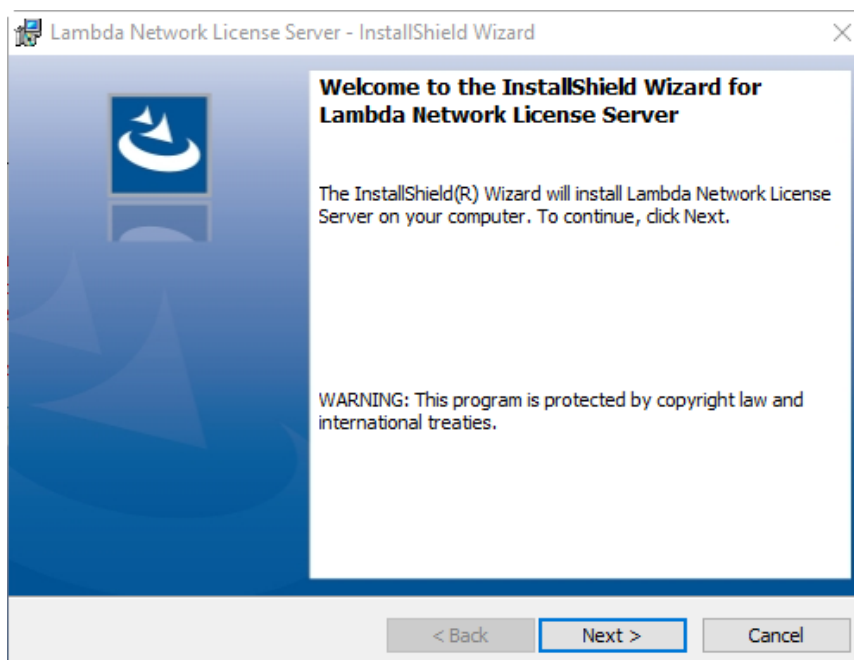 Lambda Network License Server - InstallShield Wizard
Welcome to the InstallShield Wizard for
Lambda Network License Server
The InstallShield(R) Wizard will install Lambda Network License
Server on your computer. To continue, click Next.
WARNING: This program is protected by copyright law and
international treaties.
< Back
Next >
Cancel